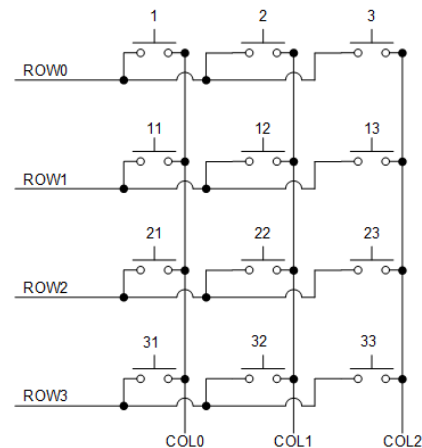 1 2 3
ROW0
11 12 13
ROW1
21 22 23
ROW2
31 32 33
ROW3
COL0 COL1 COL2